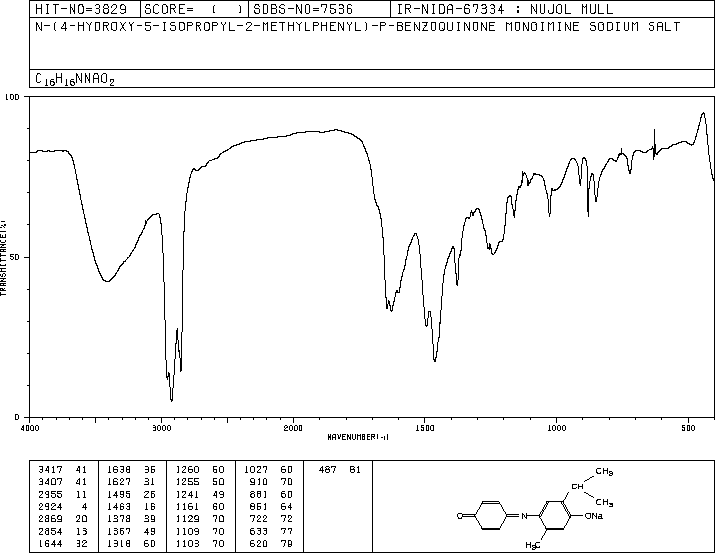 HIT-NO=3829 SCORE= ( ) SDBS-NO=7536 IR-NIDA-67334 : NUJOL MULL
N-(4-HYDROXY-5-ISOPROPYL-2-METHYLPHENYL)-P-BENZOQUINONE MONOIMINE SODIUM SALT
C16H16NNAO2
100
50
0
TRANSMITTANCE(%)
4000 3000 2000 1500 1000 500
WAVENUMBER(-1)
3417 41 1638 36 1260 60 1027 60 487 81
3407 41 1627 31 1255 50 910 70
2955 11 1495 26 1241 49 881 60
2924 4 1463 16 1161 60 851 64
2869 20 1378 39 1129 70 722 72
2854 13 1367 49 1109 70 633 77
1644 32 1318 60 1103 70 620 79
CH3
CH
CH3
O
N
ONa
H3C